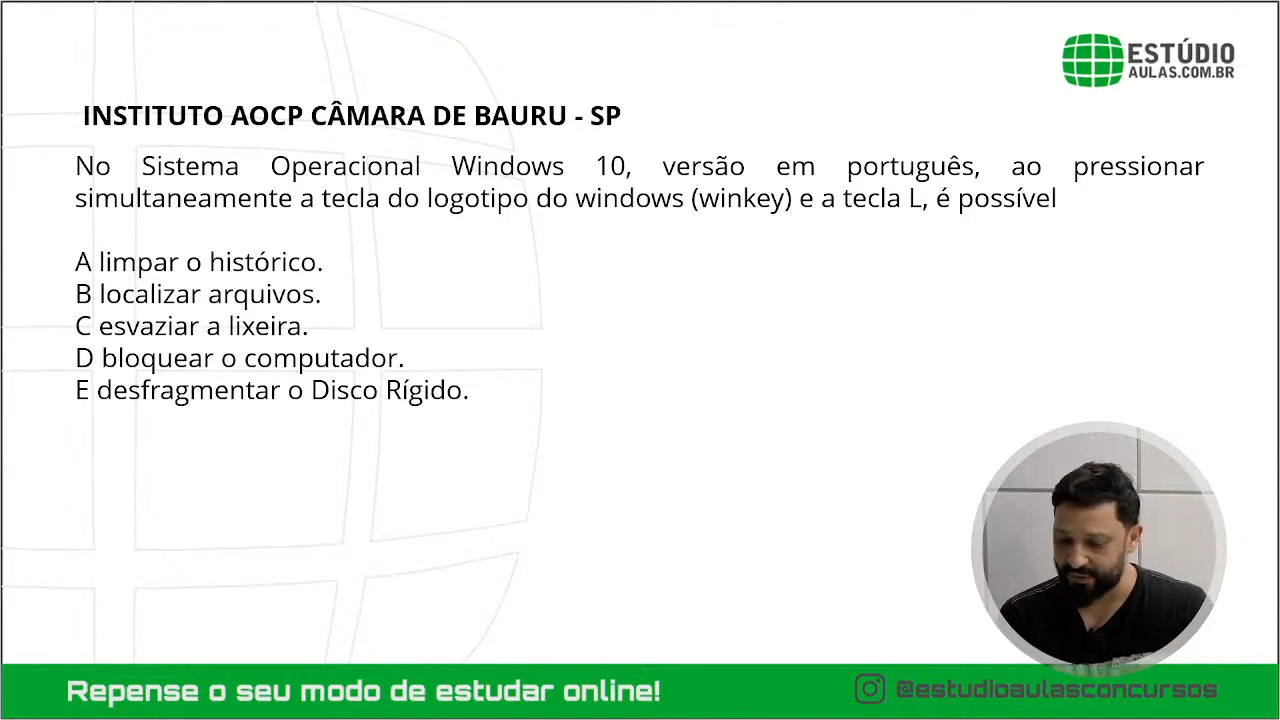 ESTÚDIO
AULAS.COM.BR
INSTITUTO AOCP CÂMARA DE BAURU - SP
No Sistema Operacional Windows 10, versão em português, ao pressionar
simultaneamente a tecla do logotipo do windows (winkey) e a tecla L, é possível
A limpar o histórico.
B localizar arquivos.
C esvaziar a lixeira.
D bloquear o computador.
E desfragmentar o Disco Rígido.
Repense o seu modo de estudar online!
@estudioaulasconcursos